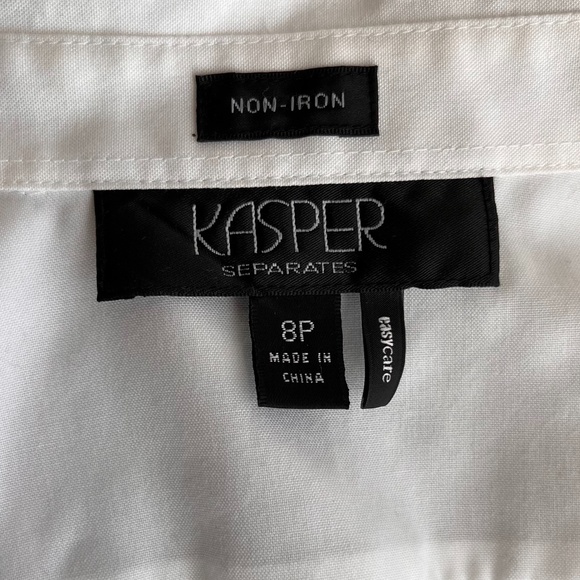 NON-IRON
KASPER
SEPARATES
8P
MADE IN
CHINA
easycare